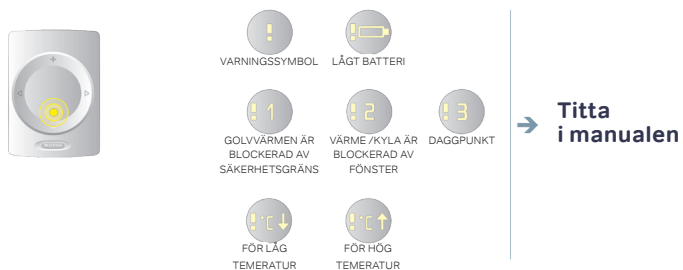 VARNINGSSYMBOL
LÅGT BATTERI
GOLVVÄRMEN ÄR
BLOCKERAD AV
SÄKERHETSGRÄNS
VÄRME /KYLA ÄR
BLOCKERAD AV
FÖNSTER
DAGGPUNKT
FÖR LÅG
TEMERATUR
FÖR HÖG
TEMERATUR
Titta
i manualen
!
!
! 1
! 2
! 3
! °C ↓
! °C ↑